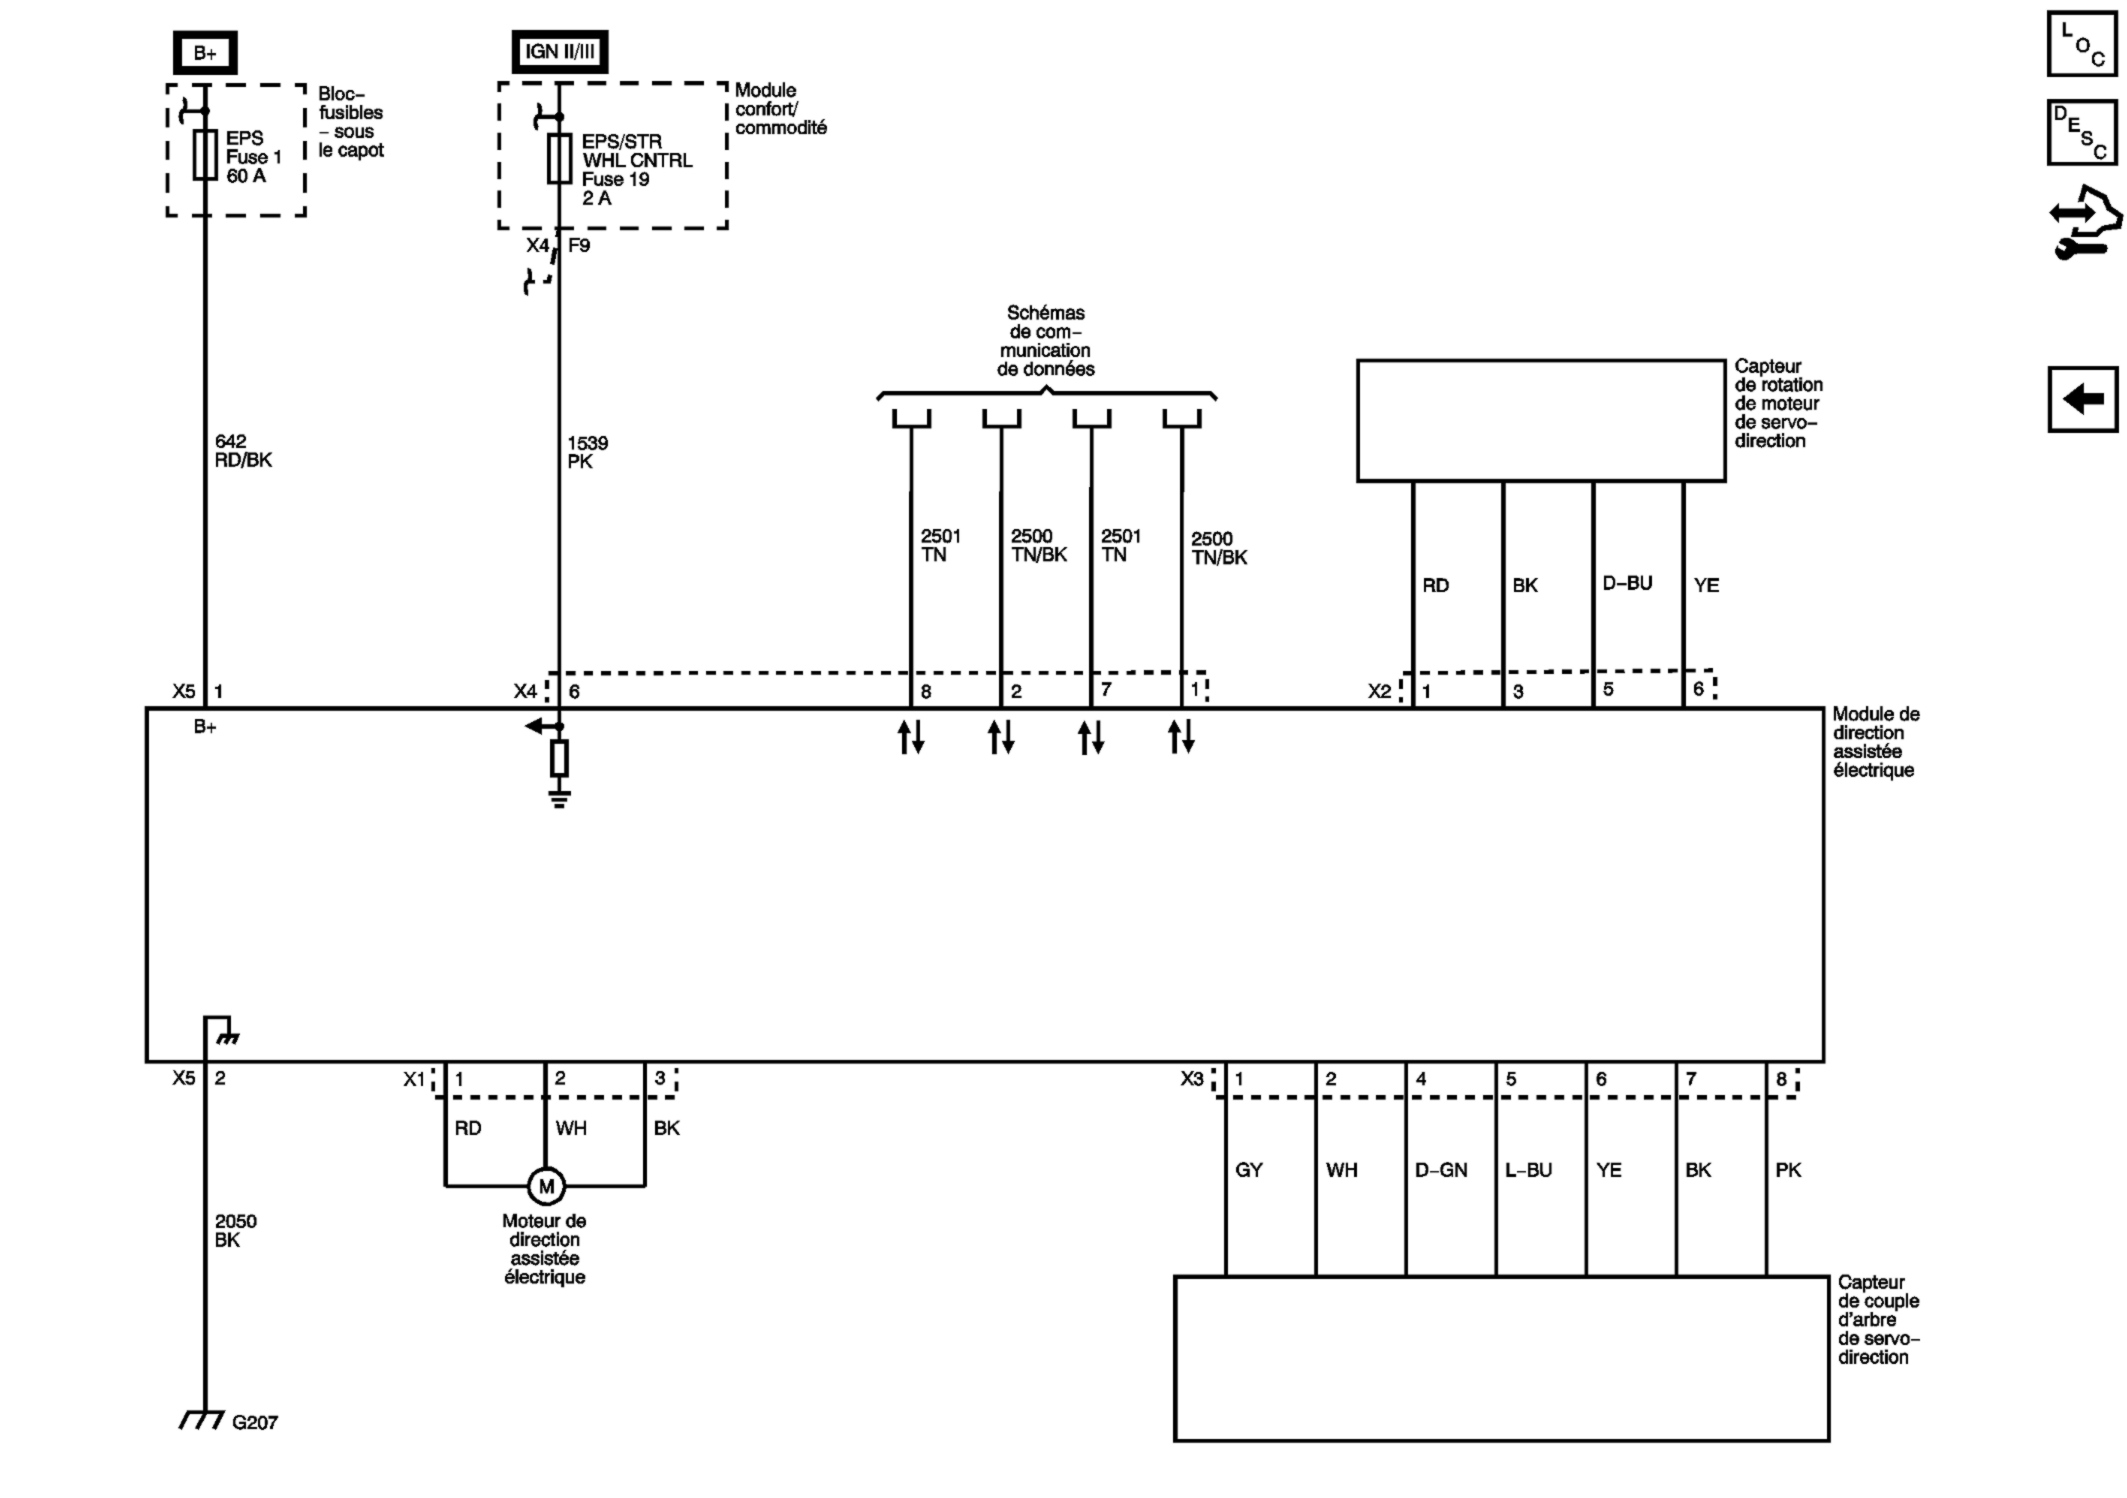 B+
IGN II/III
Bloc–
fusibles
– sous
le capot
EPS
Fuse 1
60 A
Module
confort/
commodité
EPS/STR
WHL CNTRL
Fuse 19
2 A
X4
F9
LOC
DESC
Schémas
de com–
munication
de données
Capteur
de rotation
de moteur
de servo–
direction
642
RD/BK
1539
PK
2501
TN
2500
TN/BK
2501
TN
2500
TN/BK
RD
BK
D–BU
YE
X5 1
X4 6
8
2
7
1
X2 1
3
5
6
B+
Module de
direction
assistée
électrique
X5 2
X1 1
2
3
X3 1
2
4
5
6
7
8
RD
WH
BK
GY
WH
D–GN
L–BU
YE
BK
PK
M
Moteur de
direction
assistée
électrique
2050
BK
Capteur
de couple
d'arbre
de servo–
direction
G207